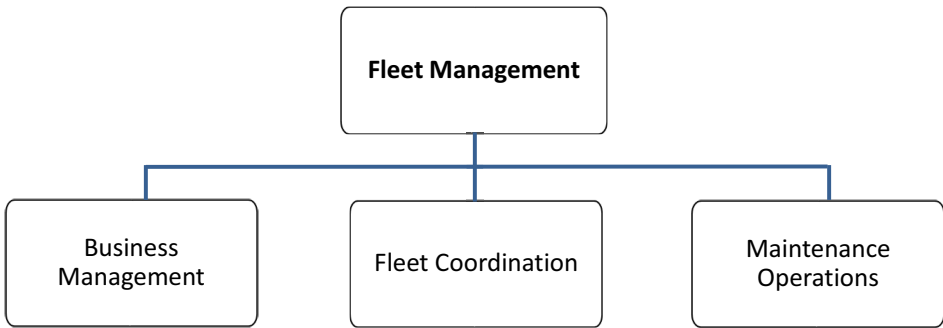 Fleet Management
Business
Management
Fleet Coordination
Maintenance
Operations